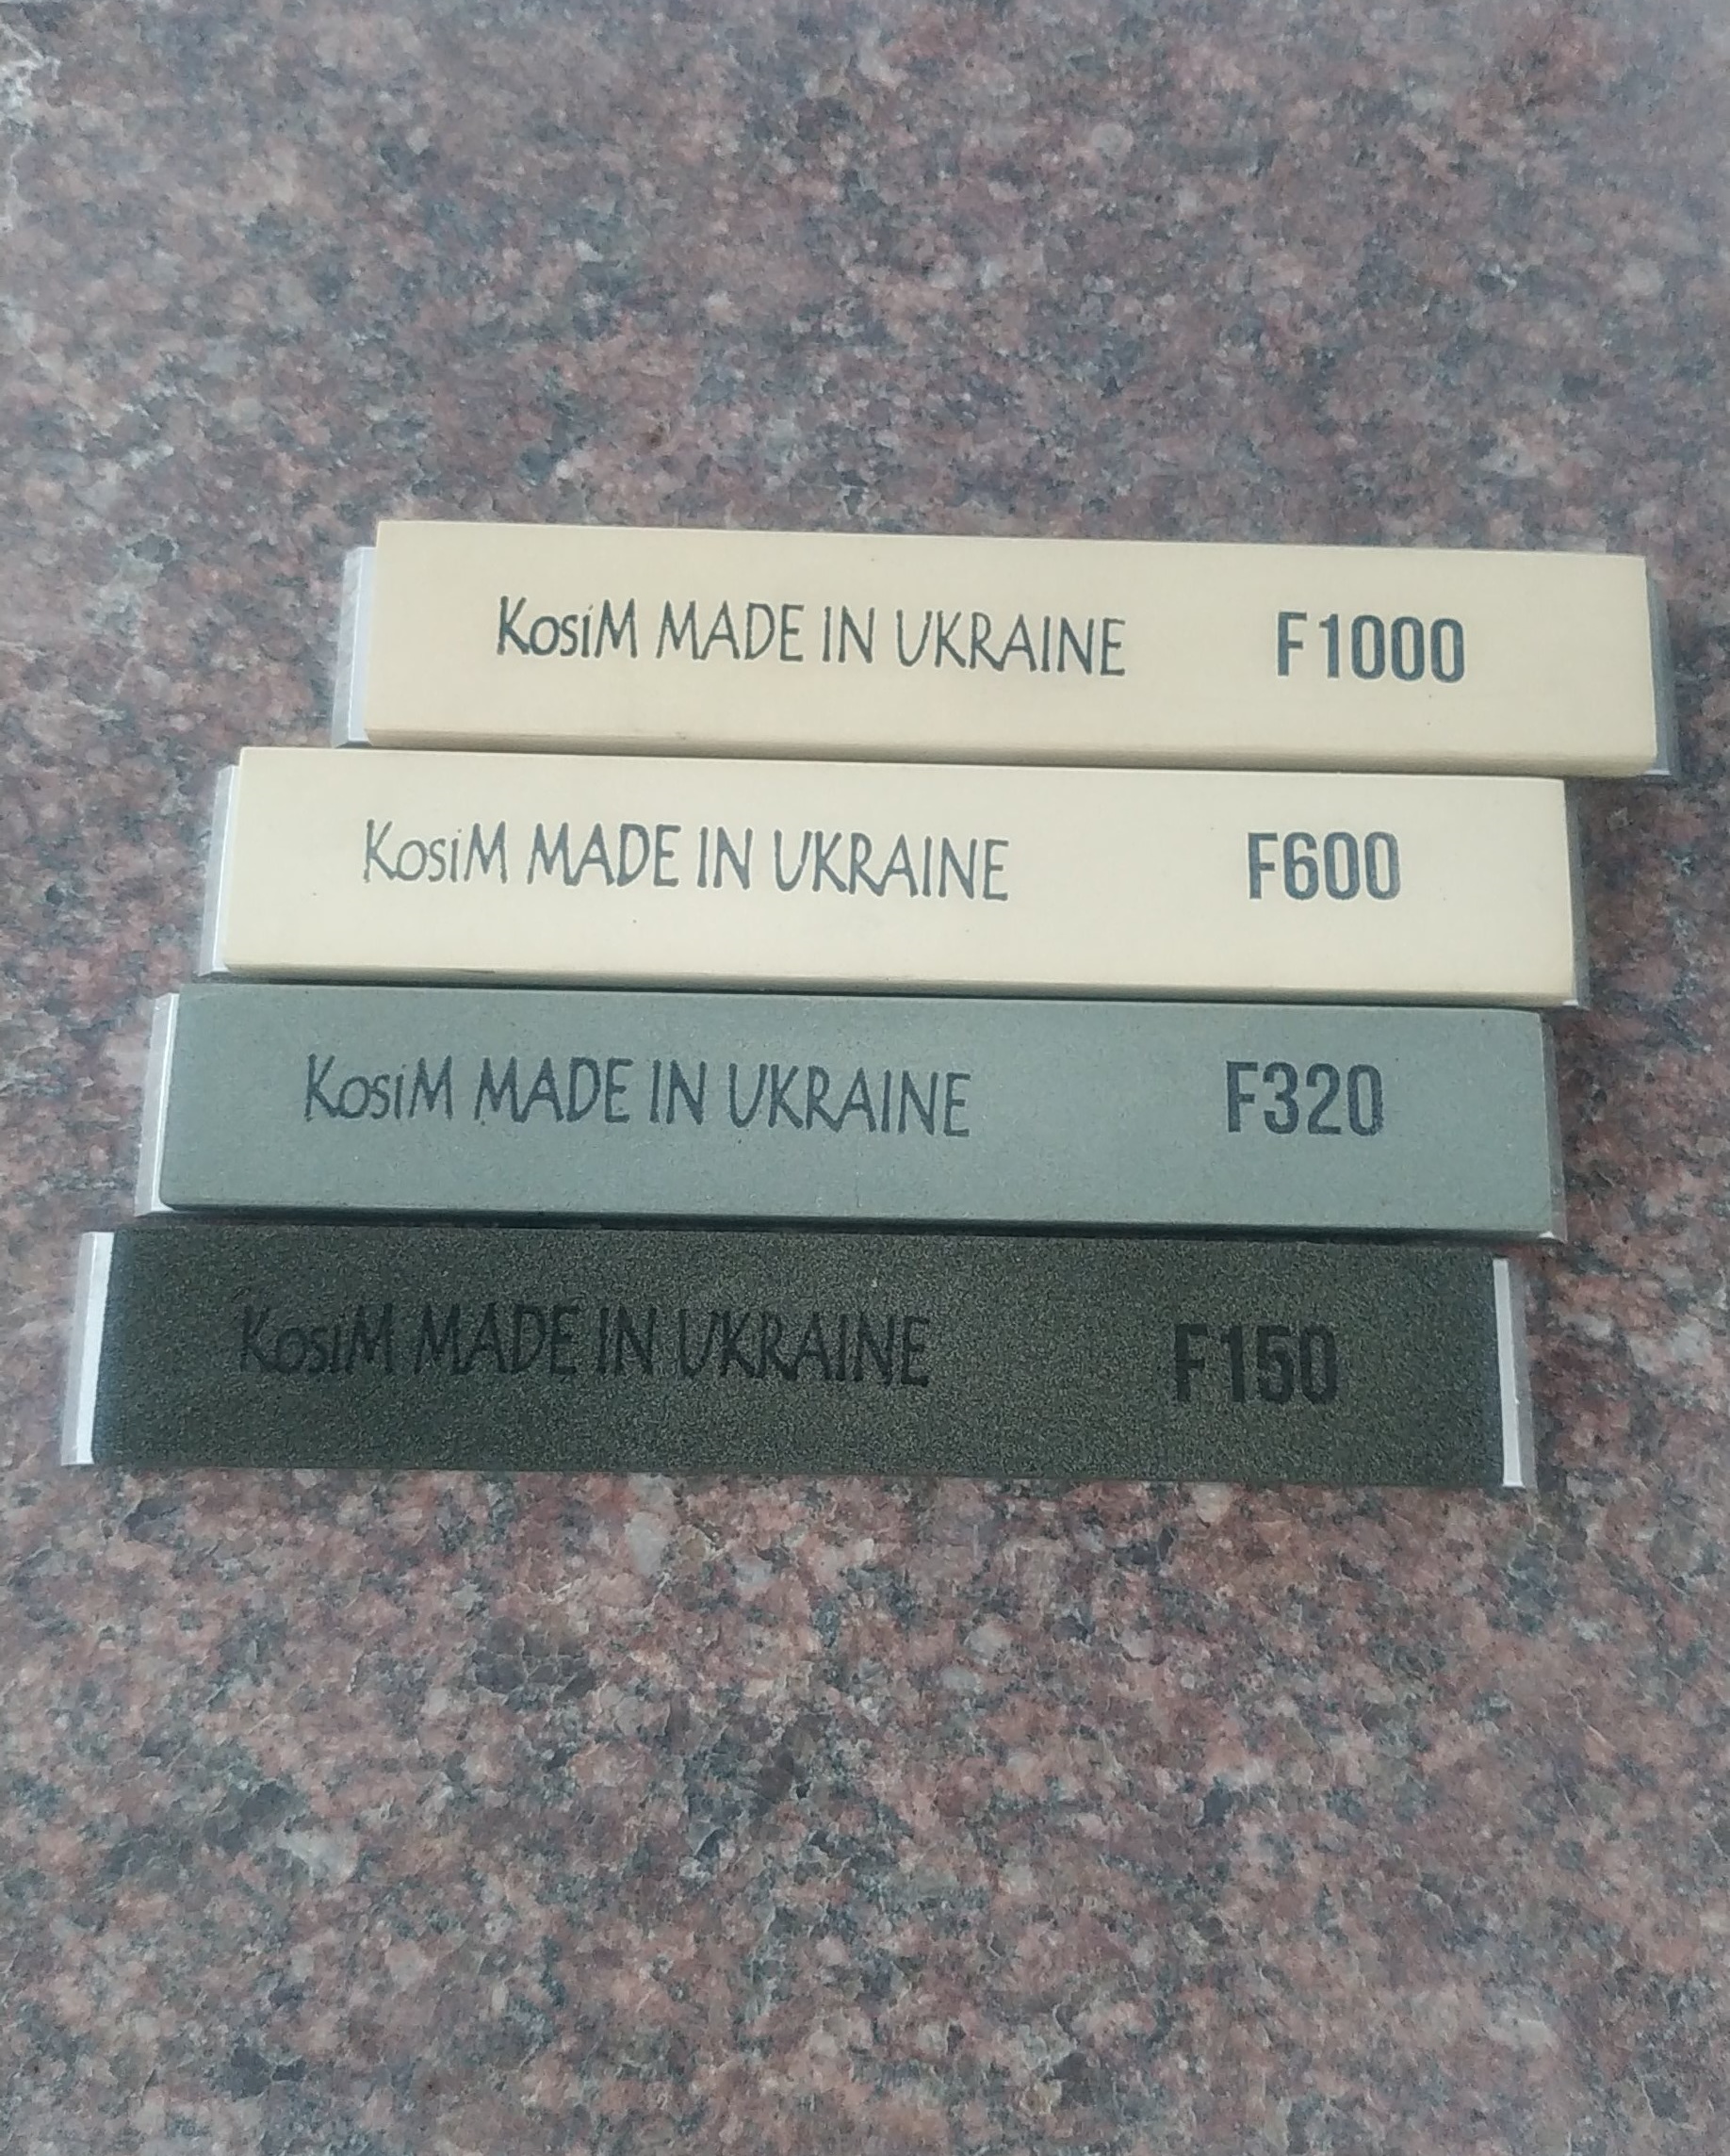 KosiM MADE IN UKRAINE F1000
KosiM MADE IN UKRAINE F600
KosiM MADE IN UKRAINE F320
KosiM MADE IN UKRAINE F150